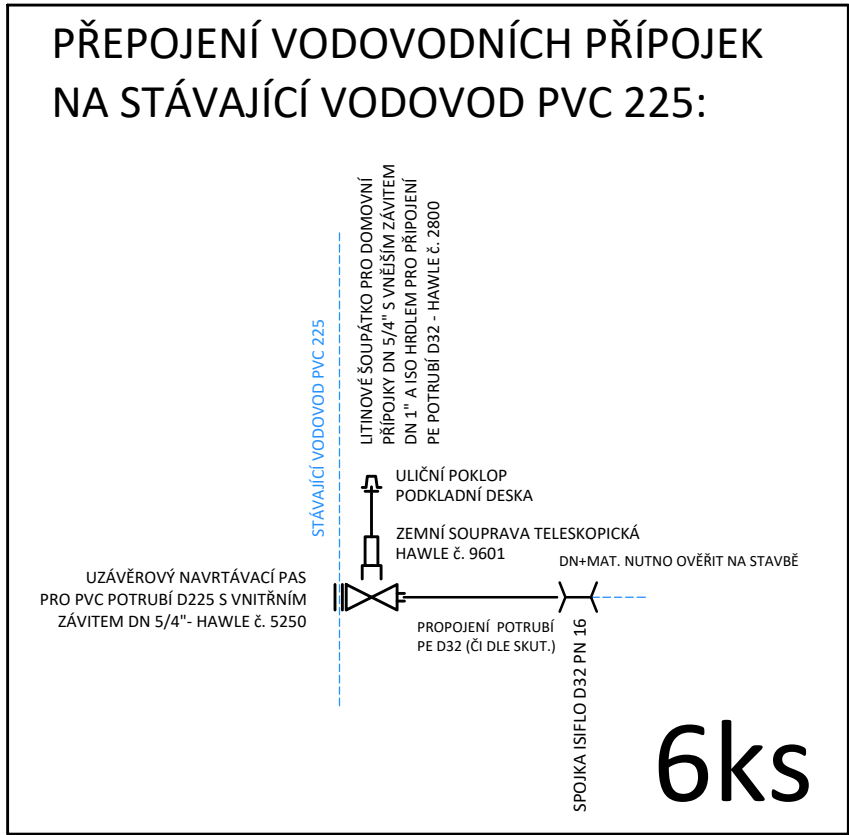 PŘEPOJENÍ VODOVODNÍCH PŘÍPOJEK
NA STÁVAJÍCÍ VODOVOD PVC 225:
LITINOVÉ ŠOUPÁTKO PRO DOMOVNÍ
PŘÍPOJKY DN 5/4" S VNĚJŠÍM ZÁVITEM
DN 1" A ISO HRDLEM PRO PŘIPOJENÍ
PE POTRUBÍ D32 - HAWLE č. 2800
STÁVAJÍCÍ VODOVOD PVC 225
ULIČNÍ POKLOP
PODKLADNÍ DESKA
ZEMNÍ SOUPRAVA TELESKOPICKÁ
HAWLE č. 9601
DN+MAT. NUTNO OVĚŘIT NA STAVBĚ
UZÁVĚROVÝ NAVRTÁVACÍ PAS
PRO PVC POTRUBÍ D225 S VNITŘNÍM
ZÁVITEM DN 5/4"- HAWLE č. 5250
PROPOJENÍ POTRUBÍ
PE D32 (ČI DLE SKUT.)
SPOJKA ISIFLO D32 PN 16
6ks